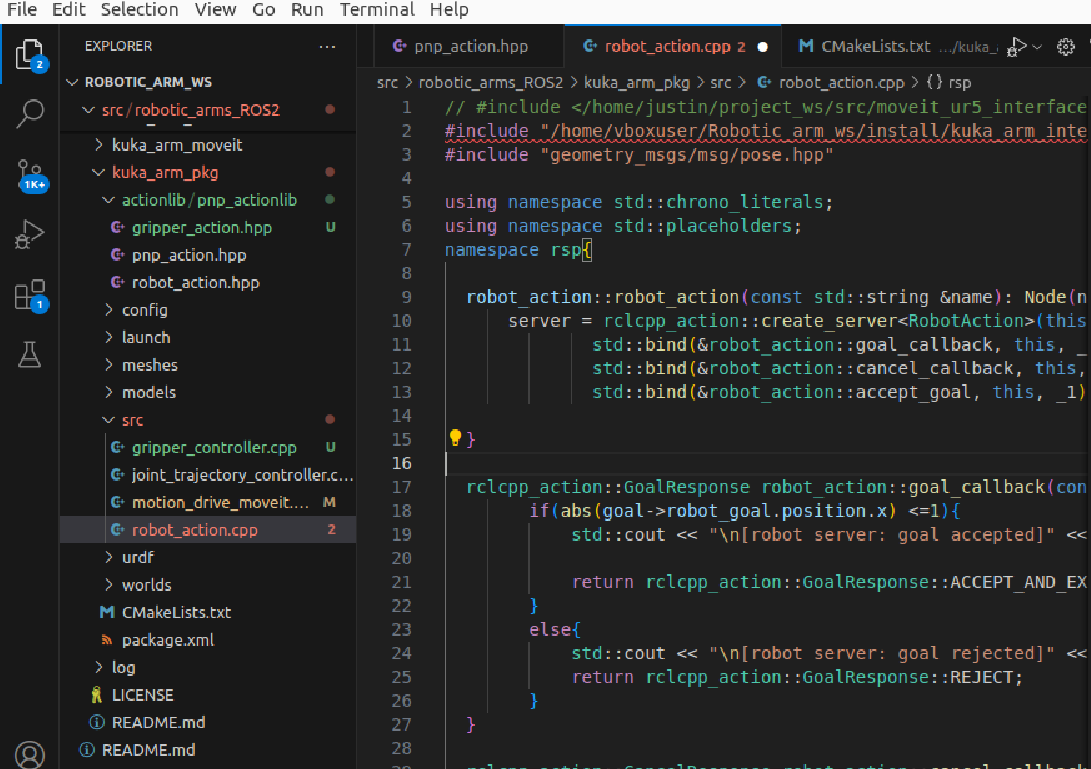 File Edit Selection View Go Run Terminal Help
EXPLORER
ROBOTIC_ARM_WS
src/robotic_arms_ROS2
kuka_arm_moveit
kuka_arm_pkg
actionlib/pnp_actionlib
gripper_action.hpp U
pnp_action.hpp
robot_action.hpp
config
launch
meshes
models
src
gripper_controller.cpp U
joint_trajectory_controller.c...
motion_drive_moveit.... M
robot_action.cpp 2
urdf
worlds
CMakeLists.txt
package.xml
log
LICENSE
README.md
README.md
2
1K+
1
pnp_action.hpp
robot_action.cpp 2
CMakeLists.txt .../kuka_
src > robotic_arms_ROS2 > kuka_arm_pkg > src > robot_action.cpp > {} rsp
1 // #include </home/justin/project_ws/src/moveit_ur5_interface
2 #include "/home/vboxuser/Robotic_arm_ws/install/kuka_arm_inte
3 #include "geometry_msgs/msg/pose.hpp"
4
5 using namespace std::chrono_literals;
6 using namespace std::placeholders;
7 namespace rsp{
8
9 robot_action::robot_action(const std::string &name): Node(n
10 server = rclcpp_action::create_server<RobotAction>(this
11 std::bind(&robot_action::goal_callback, this, _
12 std::bind(&robot_action::cancel_callback, this,
13 std::bind(&robot_action::accept_goal, this, _1)
14
15 }
16
17 rclcpp_action::GoalResponse robot_action::goal_callback(con
18 if(abs(goal->robot_goal.position.x) <=1){
19 std::cout << "\n[robot server: goal accepted]" <<
20
21 return rclcpp_action::GoalResponse::ACCEPT_AND_EX
22 }
23 else{
24 std::cout << "\n[robot server: goal rejected]" <<
25 return rclcpp_action::GoalResponse::REJECT;
26 }
27 }
28